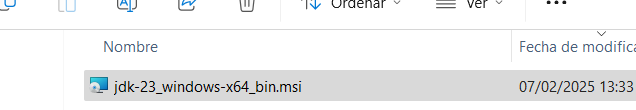 Ordenar
Ver
Nombre
Fecha de modifica
jdk-23_windows-x64_bin.msi
07/02/2025 13:33